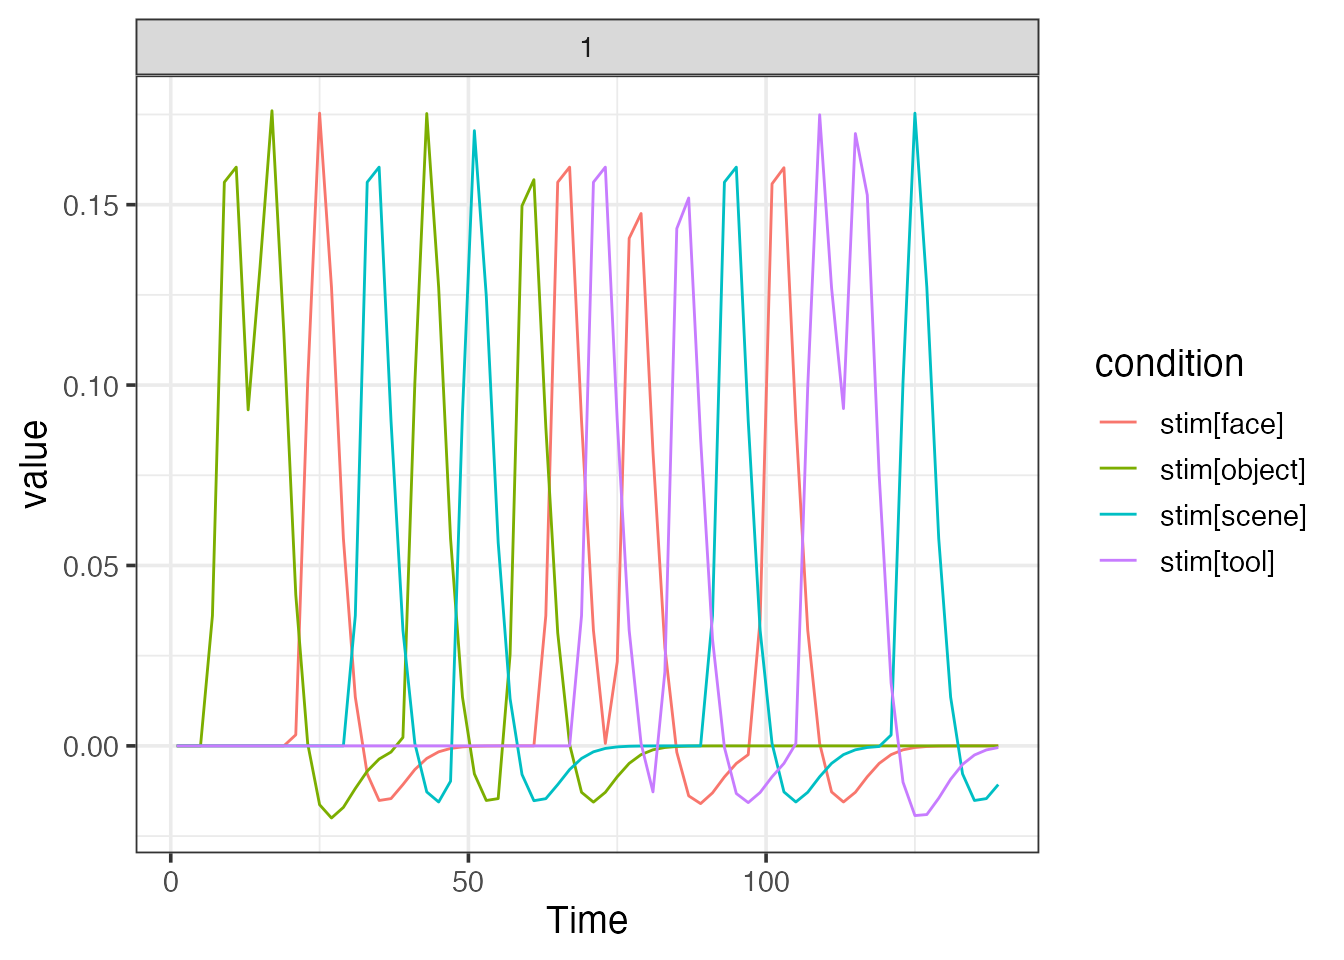 1
value
0.15
0.10
0.05
0.00
0 50 100
Time
condition
stim[face]
stim[object]
stim[scene]
stim[tool]